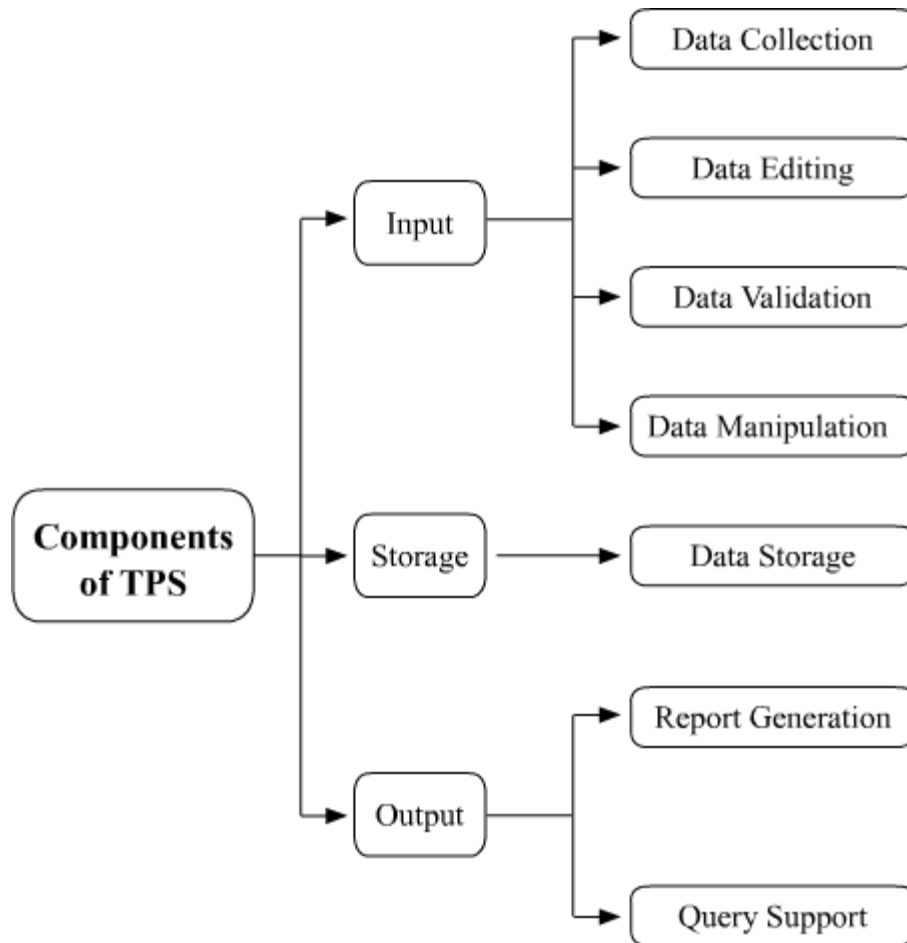 Data Collection
Data Editing
Input
Data Validation
Data Manipulation
Components
of TPS
Storage
Data Storage
Report Generation
Output
Query Support